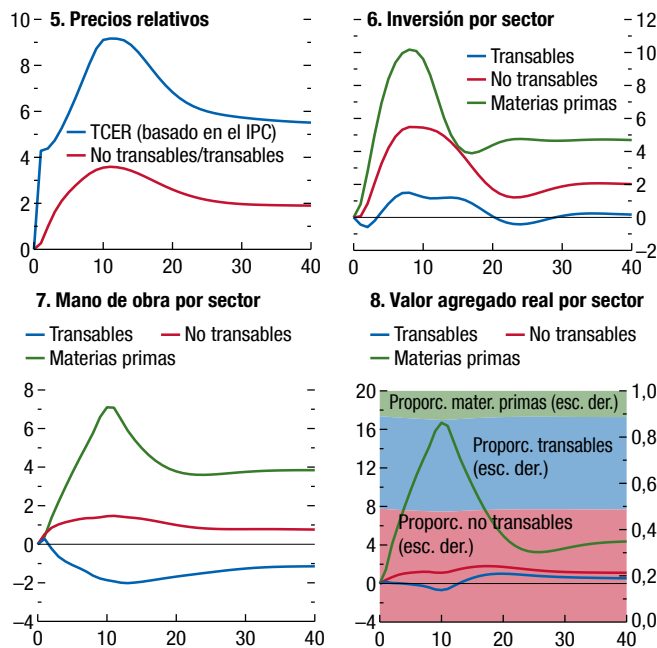 5. Precios relativos
10
8
6
4
2
0
TCER (basado en el IPC)
No transables/transables
0 10 20 30 40
6. Inversión por sector
Transables
No transables
Materias primas
12
10
8
6
4
2
0
–2
0 10 20 30 40
7. Mano de obra por sector
Transables No transables
Materias primas
8
6
4
2
0
–2
–4
0 10 20 30 40
8. Valor agregado real por sector
Transables No transables
Materias primas
20
16
12
8
4
0
–4
Proporc. mater. primas (esc. der.)
Proporc. transables
(esc. der.)
Proporc. no transables
(esc. der.)
1,0
0,8
0,6
0,4
0,2
0,0
0 10 20 30 40